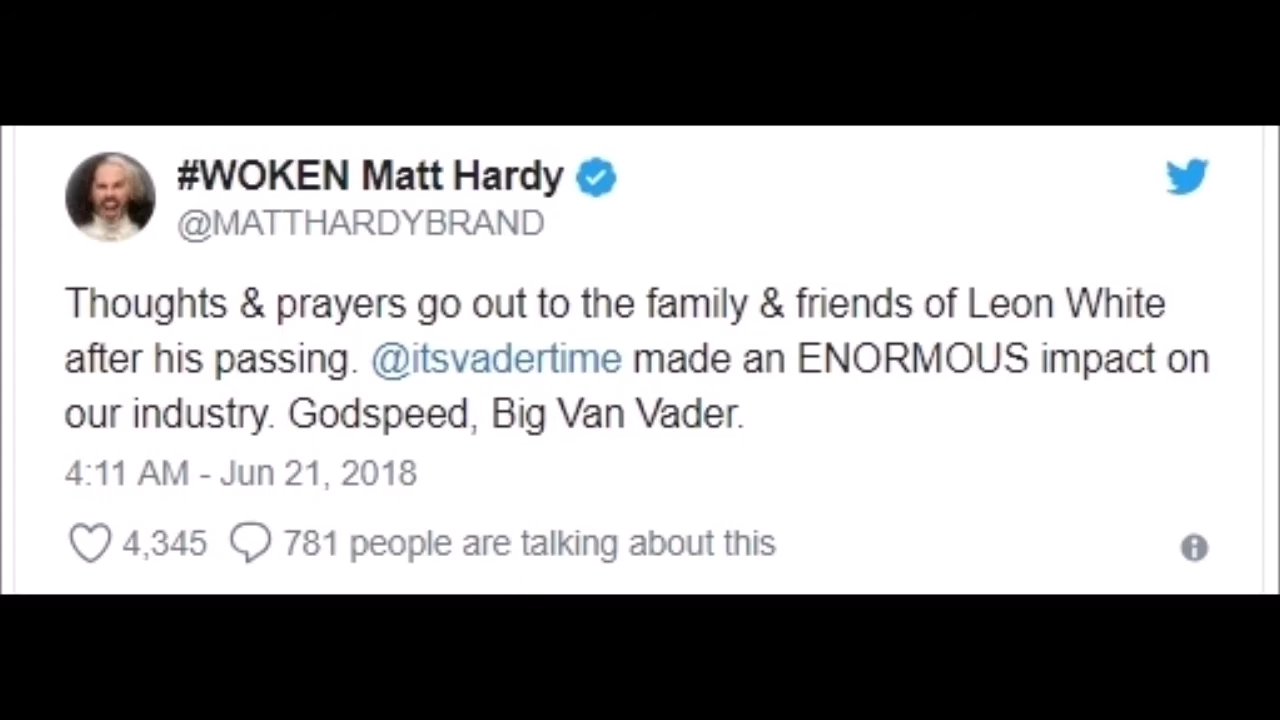 #WOKEN Matt Hardy
@MATTHARDYBRAND
Thoughts & prayers go out to the family & friends of Leon White
after his passing. @itsvadertime made an ENORMOUS impact on
our industry. Godspeed, Big Van Vader.
4:11 AM - Jun 21, 2018
4,345 781 people are talking about this